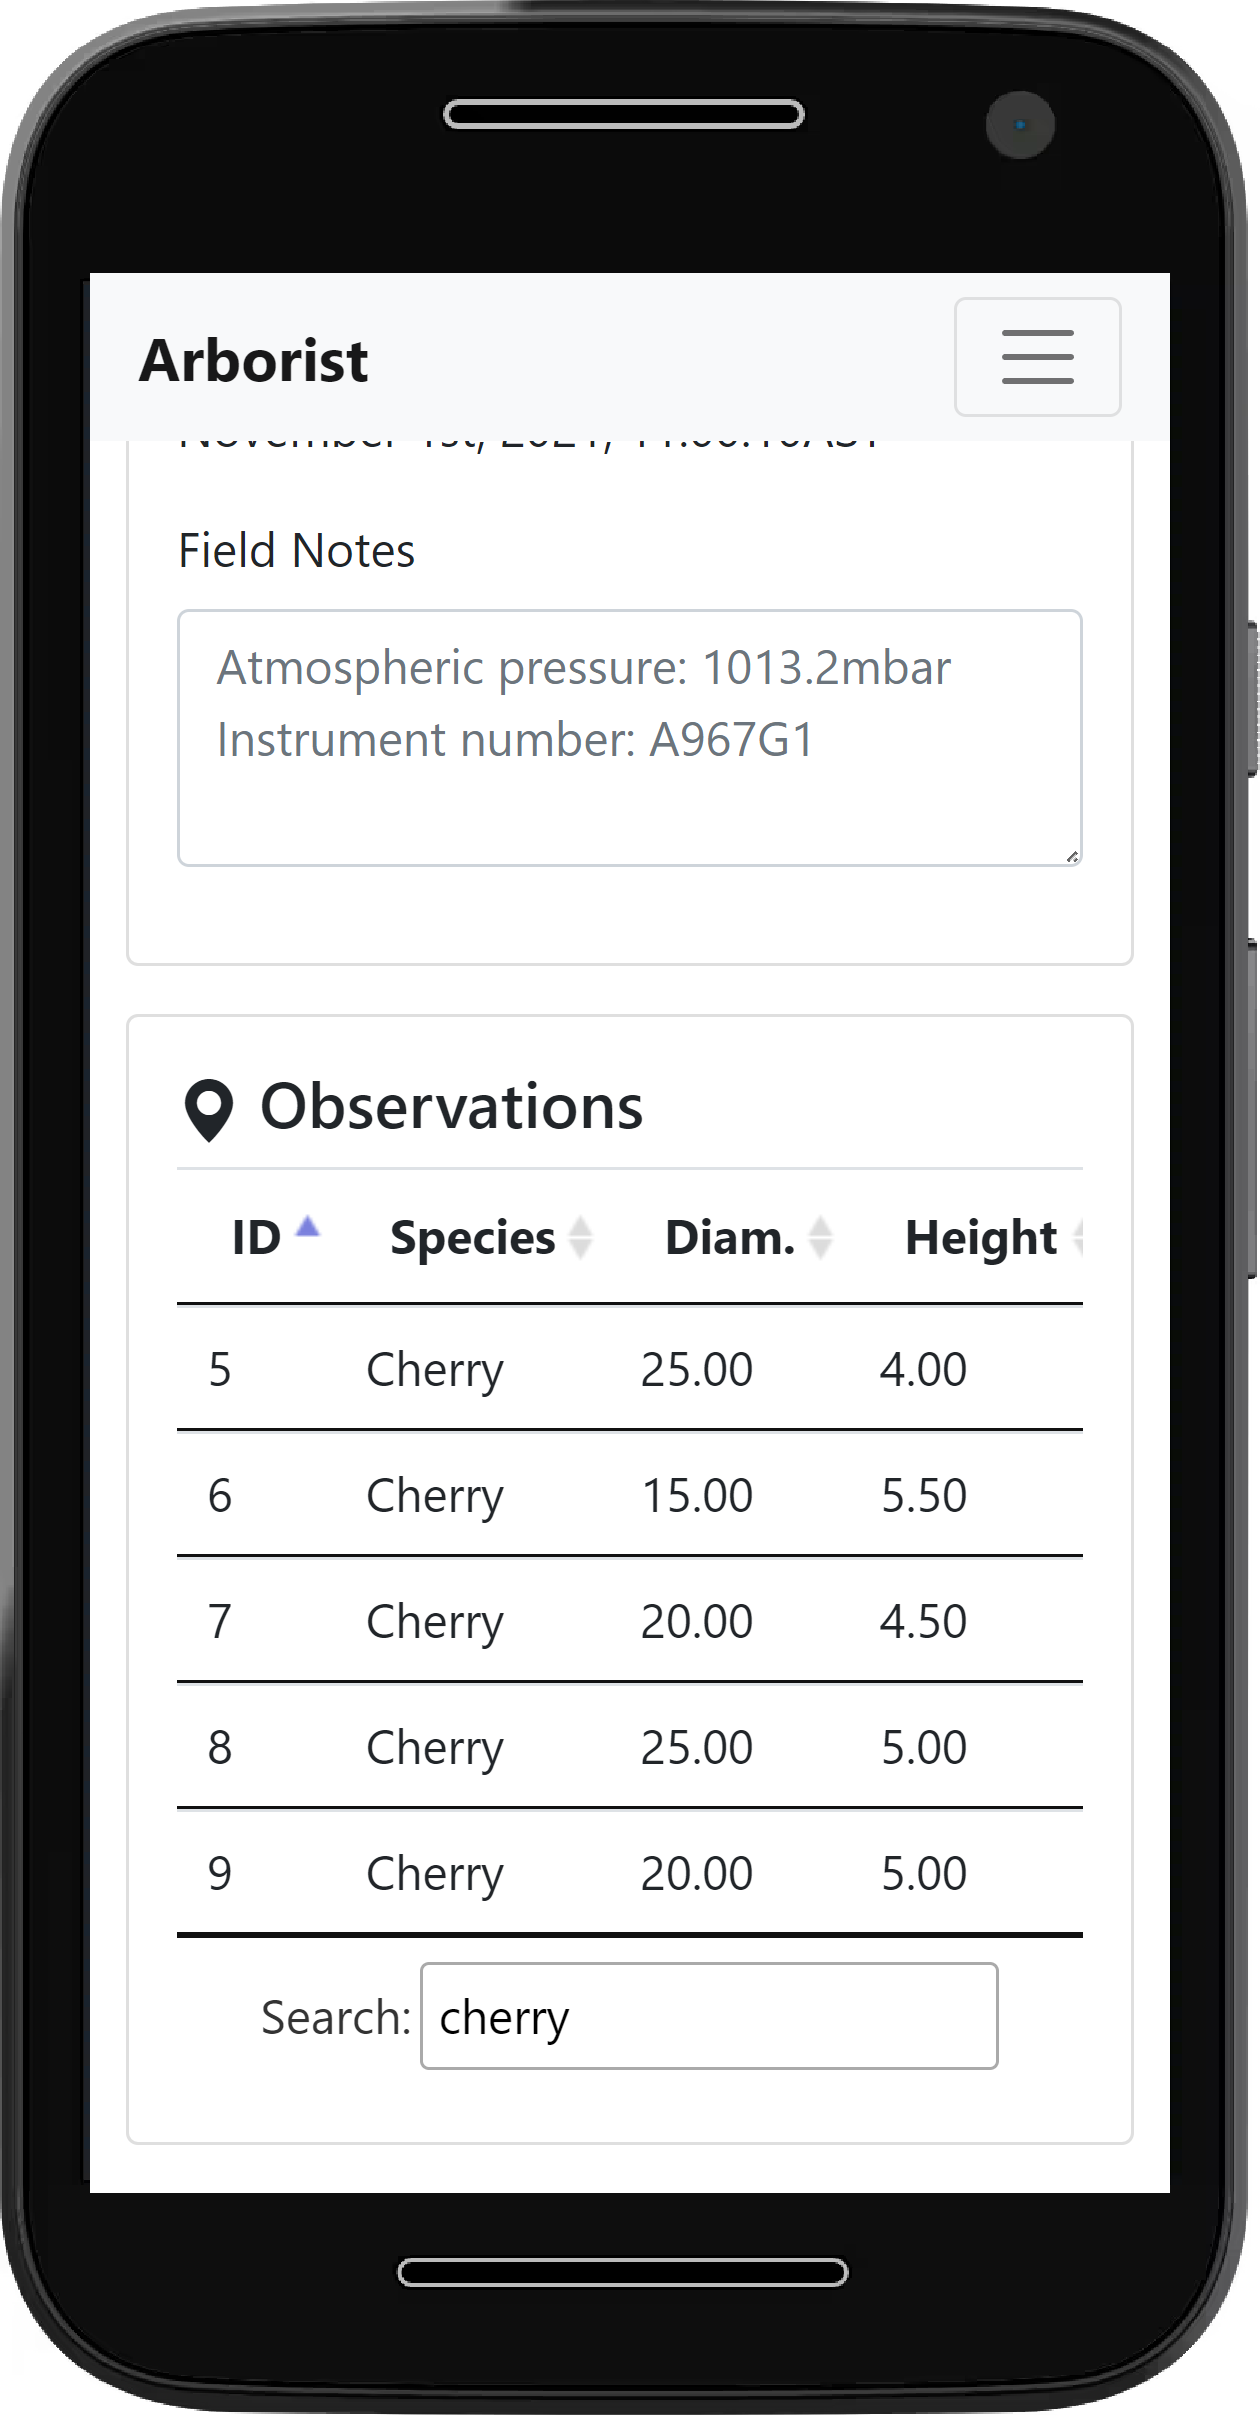 Arborist
Field Notes
Atmospheric pressure: 1013.2mbar
Instrument number: A967G1
Observations
ID Species Diam. Height
5 Cherry 25.00 4.00
6 Cherry 15.00 5.50
7 Cherry 20.00 4.50
8 Cherry 25.00 5.00
9 Cherry 20.00 5.00
Search: cherry